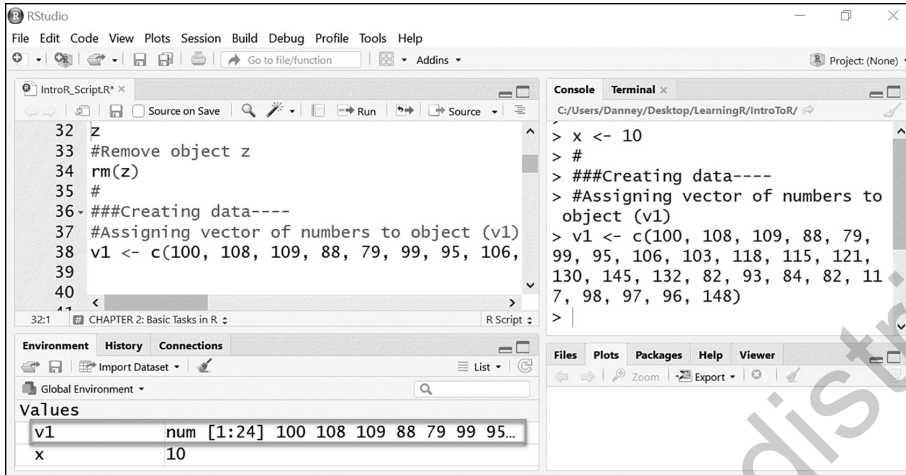 RStudio
File Edit Code View Plots Session Build Debug Profile Tools Help
Go to file/function Addins Project: (None)
IntroR_Script.R*
Source on Save Run Source
32 z
33 #Remove object z
34 rm(z)
35 #
36 ###Creating data----
37 #Assigning vector of numbers to object (v1)
38 v1 <- c(100, 108, 109, 88, 79, 99, 95, 106,
39
40
32:1 CHAPTER 2: Basic Tasks in R R Script
Console Terminal
C:/Users/Danney/Desktop/LearningR/IntroToR/
> x <- 10
> #
> ###Creating data----
> #Assigning vector of numbers to
object (v1)
> v1 <- c(100, 108, 109, 88, 79,
99, 95, 106, 103, 118, 115, 121,
130, 145, 132, 82, 93, 84, 82, 11
7, 98, 97, 96, 148)
>
Environment History Connections
Import Dataset List
Global Environment
Values
v1 num [1:24] 100 108 109 88 79 99 95…
x 10
Files Plots Packages Help Viewer
Zoom Export
distri